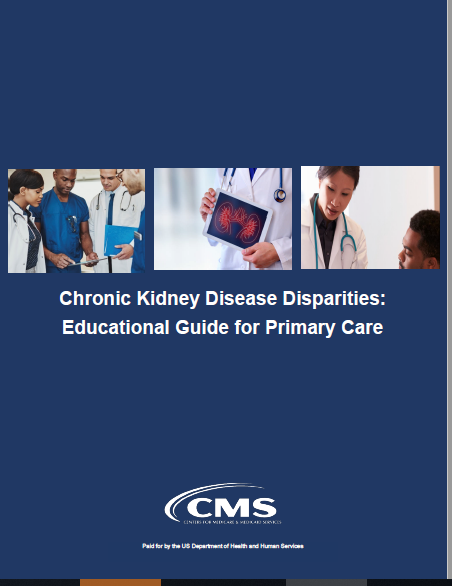 Chronic Kidney Disease Disparities:
Educational Guide for Primary Care
CMS
CENTERS FOR MEDICARE & MEDICAID SERVICES
Paid for by the US Department of Health and Human Services